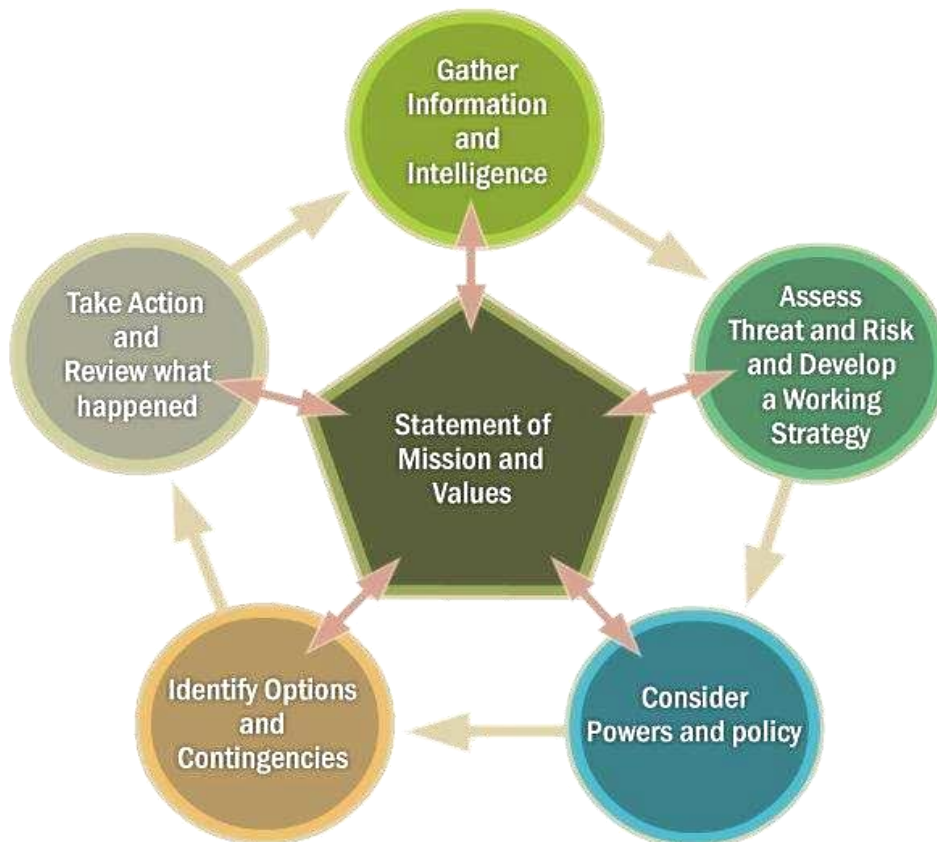 Gather
Information
and
Intelligence
Assess
Threat and Risk
and Develop
a Working
Strategy
Consider
Powers and policy
Identify Options
and
Contingencies
Take Action
and
Review what
happened
Statement of
Mission and
Values